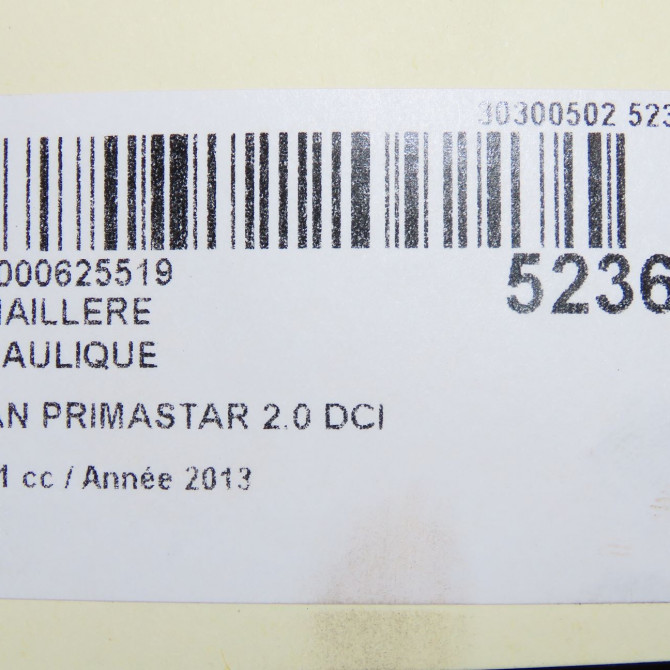 30300502 523
000625519
5236
MAILLERE
AULIQUE
AN PRIMASTAR 2.0 DCI
1 cc / Année 2013